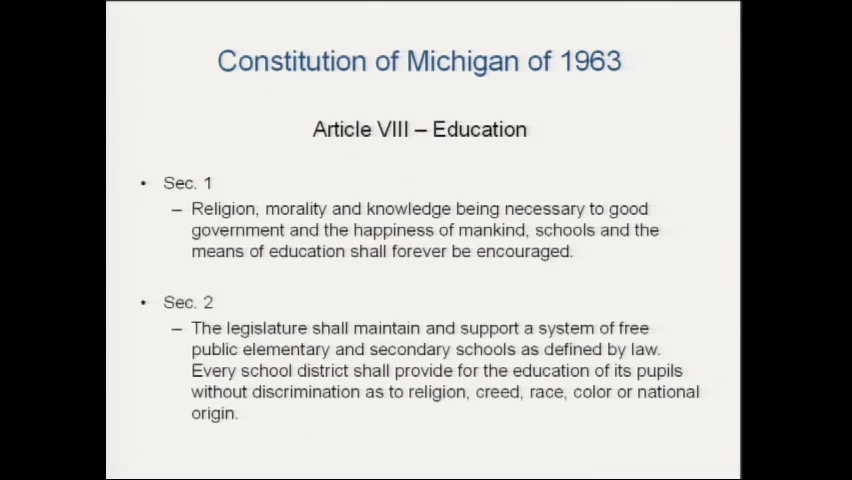 Constitution of Michigan of 1963
Article VIII – Education
• Sec. 1
– Religion, morality and knowledge being necessary to good
government and the happiness of mankind, schools and the
means of education shall forever be encouraged.
• Sec. 2
– The legislature shall maintain and support a system of free
public elementary and secondary schools as defined by law.
Every school district shall provide for the education of its pupils
without discrimination as to religion, creed, race, color or national
origin.